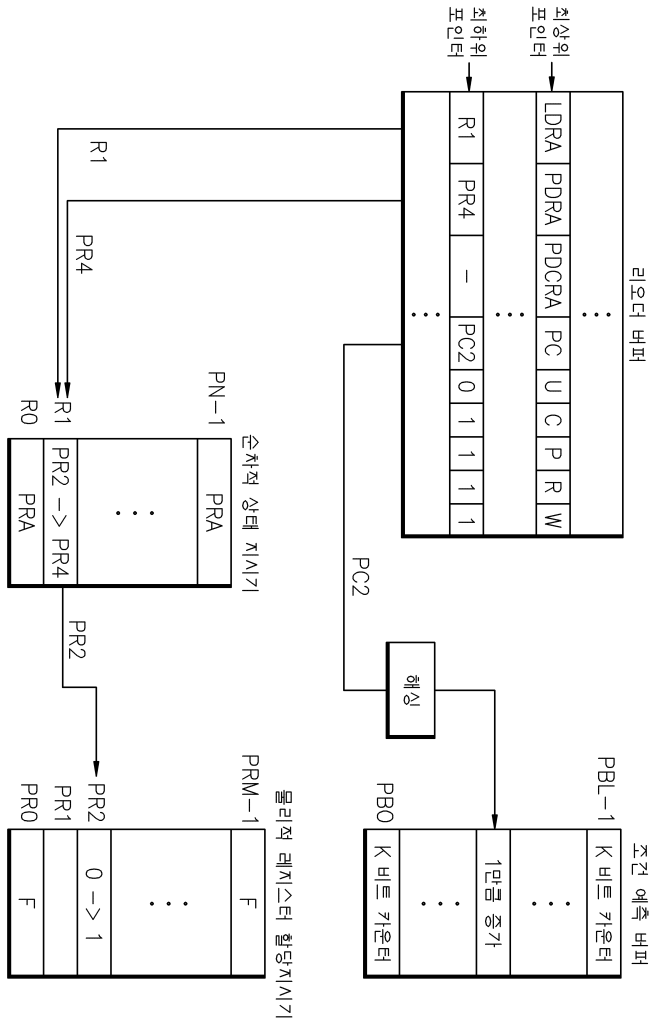 리오더 버퍼
• • •
최상위
포인터
LDRA PDRA PDCRA PC U C P R W
• • •
최하위
포인터
R1 PR4 - PC2 0 1 1 1 1
• • •
R1
PR4
PC2
해싱
조건 예측 버퍼
PBL-1 K 비트 카운터
• • •
1만큼 증가
• • •
PB0 K 비트 카운터
순차적 상태 지시기
PN-1 PRA
• • •
R1 PR2 -> PR4
R0 PRA
PR2
물리적 레지스터 할당지시기
PRM-1 F
• • •
PR2 0 -> 1
PR1
PR0 F